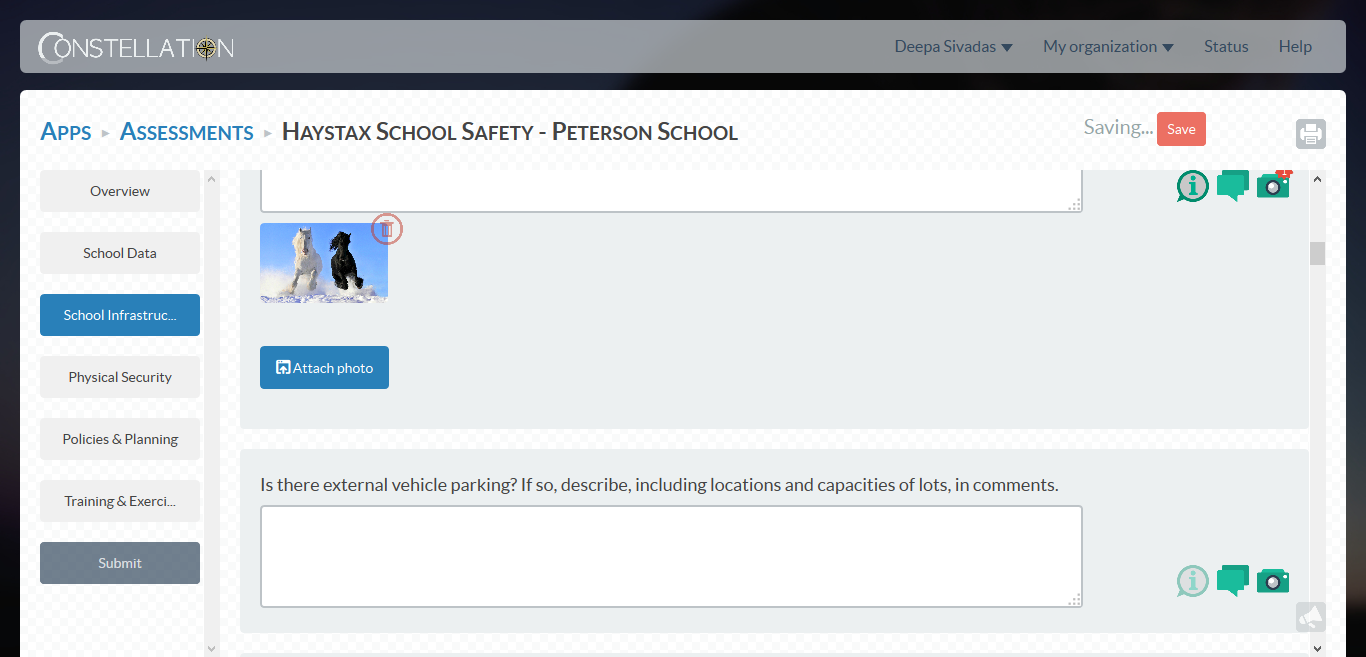 CONSTELLATION
Deepa Sivadas My organization Status Help
APPS ASSESSMENTS HAYSTAX SCHOOL SAFETY - PETERSON SCHOOL
Saving... Save
Overview
School Data
School Infrastruc...
Physical Security
Policies & Planning
Training & Exerci...
Submit
Attach photo
Is there external vehicle parking? If so, describe, including locations and capacities of lots, in comments.